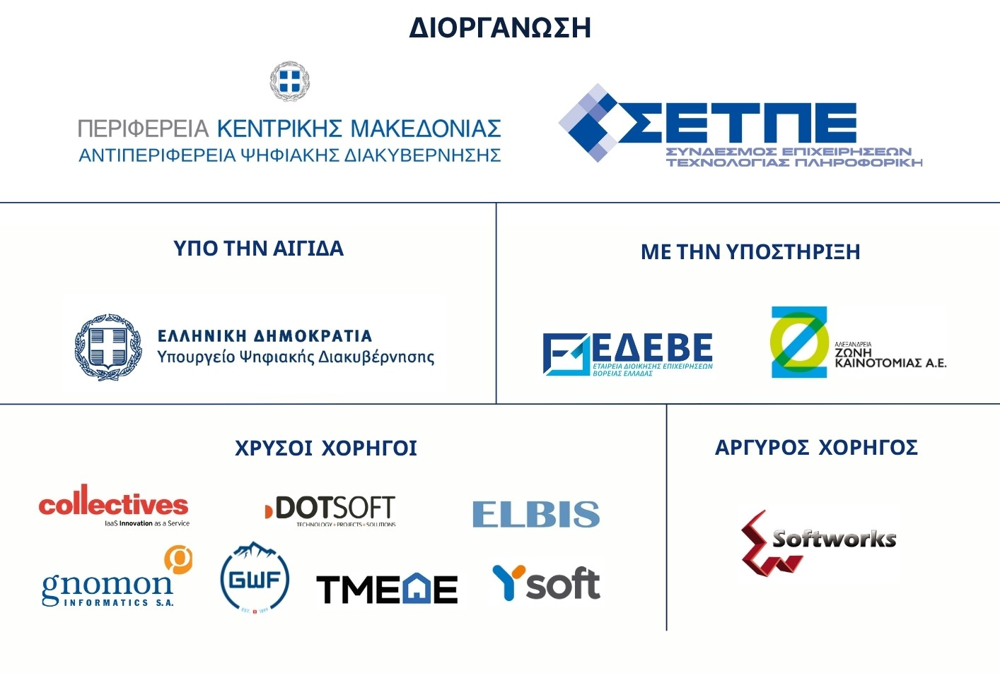 ΔΙΟΡΓΑΝΩΣΗ
ΠΕΡΙΦΕΡΕΙΑ ΚΕΝΤΡΙΚΗΣ ΜΑΚΕΔΟΝΙΑΣ
ΑΝΤΙΠΕΡΙΦΕΡΕΙΑ ΨΗΦΙΑΚΗΣ ΔΙΑΚΥΒΕΡΝΗΣΗΣ
ΣΕΤΠΕ
ΣΥΝΔΕΣΜΟΣ ΕΠΙΧΕΙΡΗΣΕΩΝ
ΤΕΧΝΟΛΟΓΙΑΣ ΠΛΗΡΟΦΟΡΙΚΗ
ΥΠΟ ΤΗΝ ΑΙΓΙΔΑ
ΕΛΛΗΝΙΚΗ ΔΗΜΟΚΡΑΤΙΑ
Υπουργείο Ψηφιακής Διακυβέρνησης
ΜΕ ΤΗΝ ΥΠΟΣΤΗΡΙΞΗ
ΕΔΕΒΕ
ΕΤΑΙΡΕΙΑ ΔΙΟΙΚΗΣΗΣ ΕΠΙΧΕΙΡΗΣΕΩΝ
ΒΟΡΕΙΑΣ ΕΛΛΑΔΑΣ
ΑΛΕΞΑΝΔΡΕΙΑ
ΖΩΝΗ
ΚΑΙΝΟΤΟΜΙΑΣ Α.Ε.
ΧΡΥΣΟΙ ΧΟΡΗΓΟΙ
collectives
IaaS Innovation as a Service
DOTSOFT
TECHNOLOGY+PROJECTS+SOLUTIONS
ELBIS
gnomon
INFORMATICS S.A.
GWF
EST. 1899
ΤΜΕΔΕ
Ysoft
ΑΡΓΥΡΟΣ ΧΟΡΗΓΟΣ
Softworks